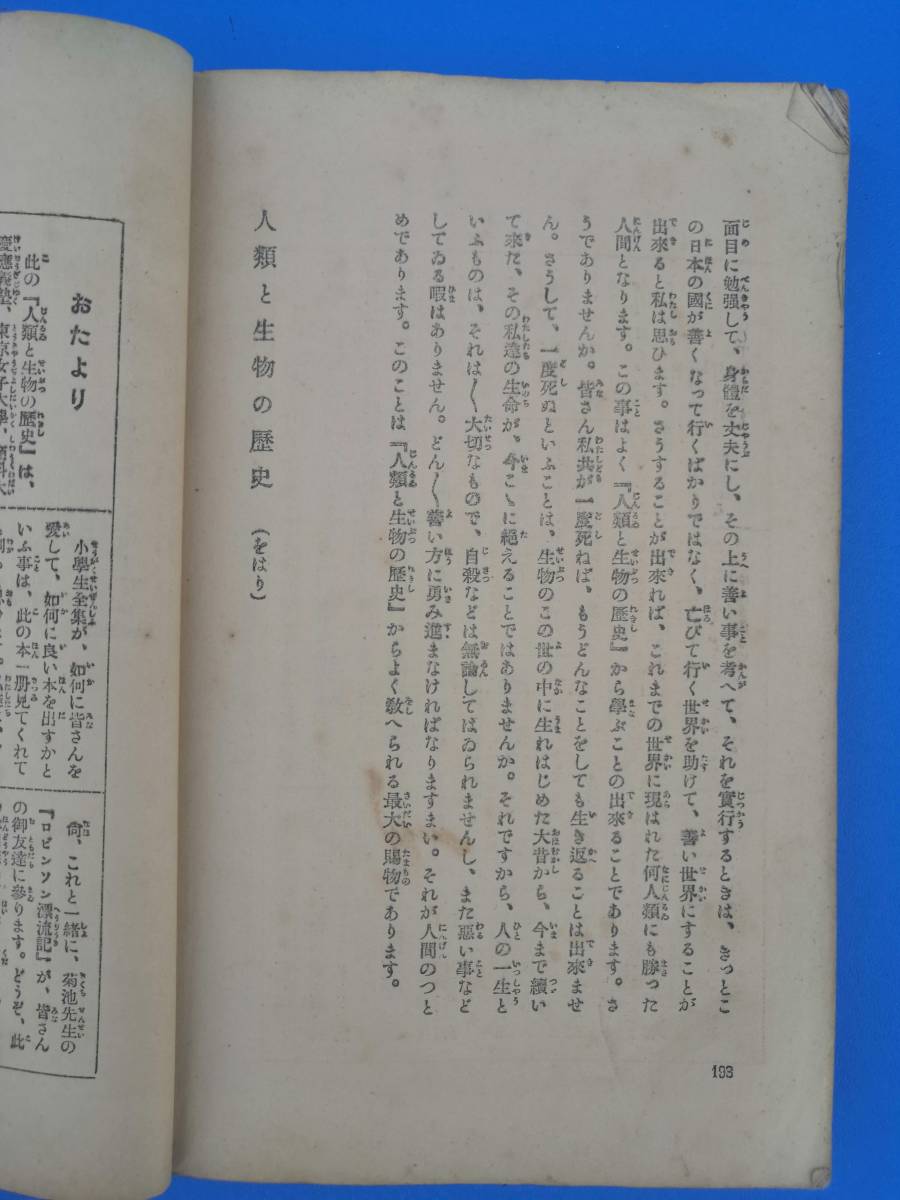 面目に勉强して、身體を丈夫にし、その上に善い事を考へて、それを實行するときは、きつとこ
の日本の國が善くなって行くばかりではなく、亡びて行く世界を助けて、善い世界にすることが
出來ると私は思ひます。さうすることが出來れば、これまでの世界に現はれた何人類にも勝った
人間となります。この事はよく『人類と生物の歷史』から學ぶことの出來ることであります。さ
うでありませんか。皆さん私共が一度死ねば、もうどんなことをしても生き返ることは出來ませ
ん。さうして、一度死ぬといふことは、生物のこの世の中に生れはじめた大昔から、今まで續い
て來た、その私達の生命が、今こゝに絕えることではありませんか。それですから、人の一生と
いふものは、それは〳〵大切なもので、自殺などは無論してはゐられませんし、また惡い事など
してゐる暇はありません。どん〳〵善い方に勇み進まなければなりますまい。それが人間のつと
めであります。このことは『人類と生物の歷史』からよく敎へられる最大の賜物であります。
人類と生物の歷史 (をはり)
193
おたより
此の『人類と生物の歷史』は、
慶應義塾、東京女子大學、商科大
小學生全集が、如何に皆さんを
愛して、如何に良い本を出すかと
いふ事は、此の本一册見てくれて
尙、これと一緖に、菊池先生の
『ロビンソン漂流記』が、皆さん
の御友達に參ります。どうぞ、此